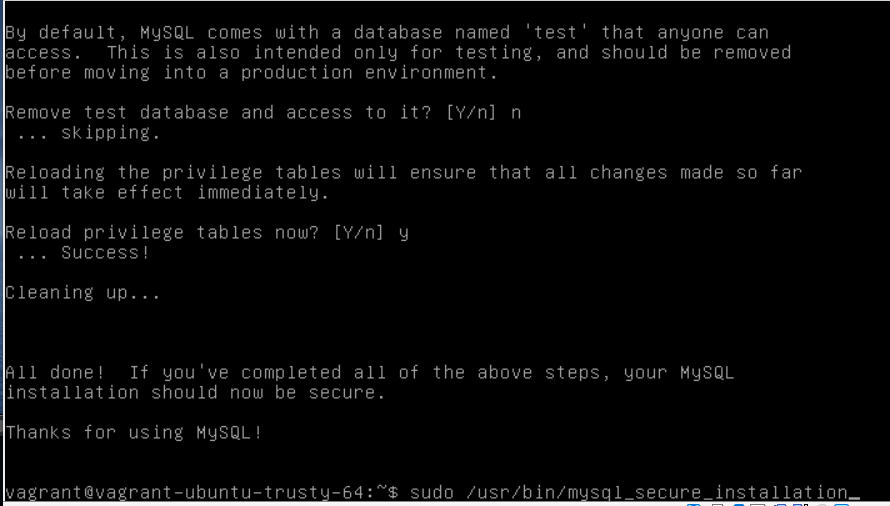 By default, MySQL comes with a database named 'test' that anyone can
access.  This is also intended only for testing, and should be removed
before moving into a production environment.
Remove test database and access to it? [Y/n] n
 ... skipping.
Reloading the privilege tables will ensure that all changes made so far
will take effect immediately.
Reload privilege tables now? [Y/n] y
 ... Success!
Cleaning up...
All done!  If you've completed all of the above steps, your MySQL
installation should now be secure.
Thanks for using MySQL!
vagrant@vagrant-ubuntu-trusty-64:~$ sudo /usr/bin/mysql_secure_installation_